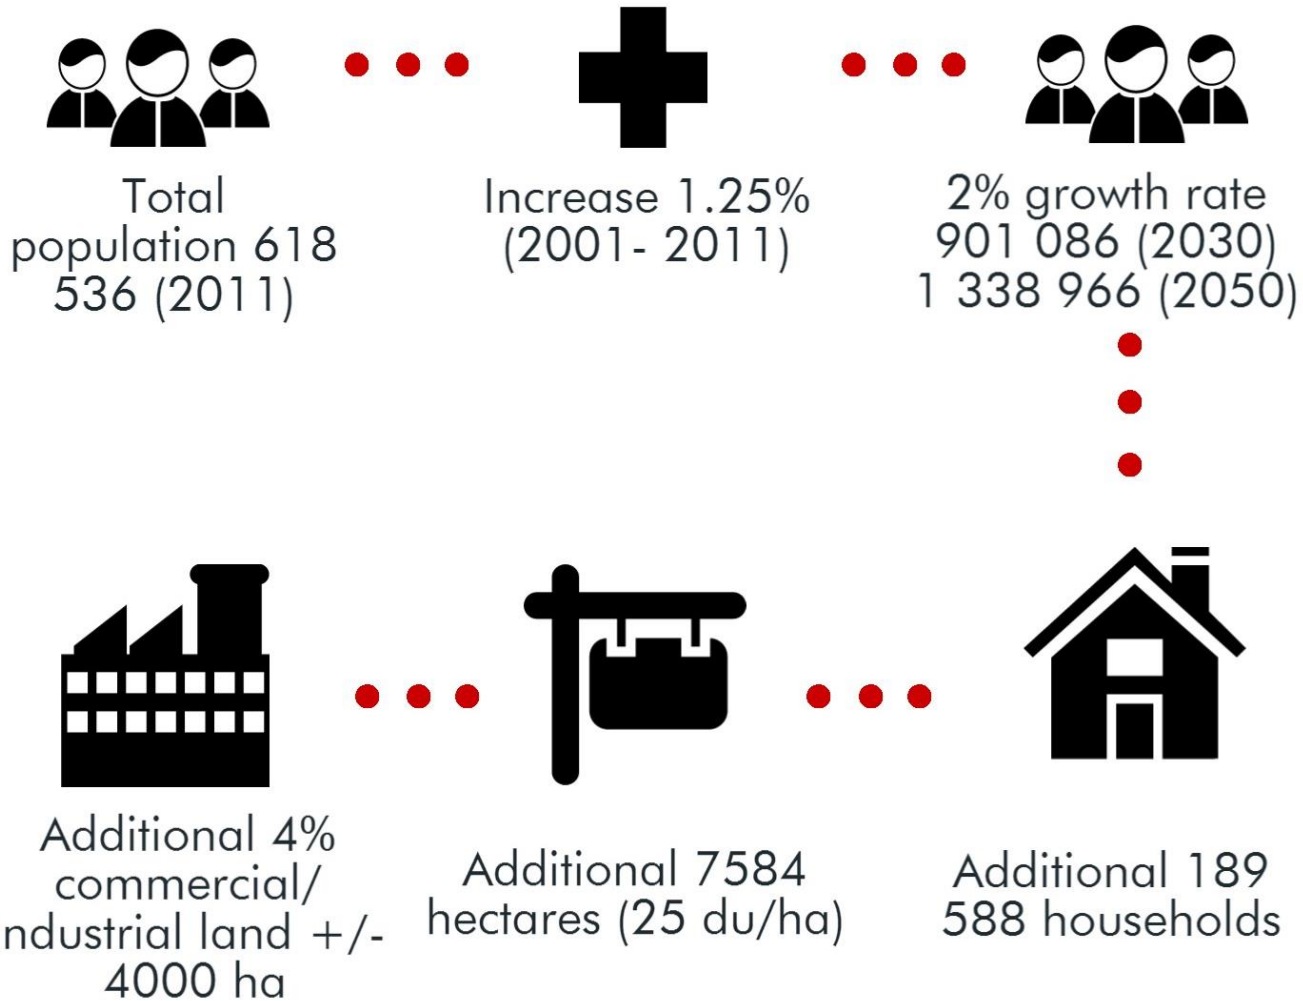 Total
population 618
536 (2011)
Increase 1.25%
(2001- 2011)
2% growth rate
901 086 (2030)
1 338 966 (2050)
Additional 4%
commercial/
ndustrial land +/-
4000 ha
Additional 7584
hectares (25 du/ha)
Additional 189
588 households